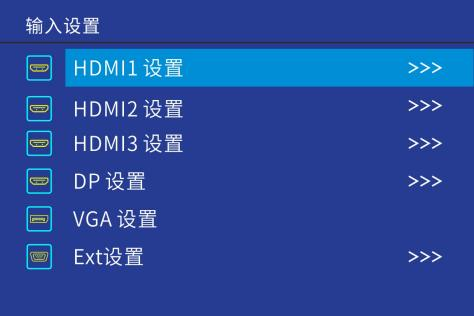 输入设置
HDMI1 设置 >>>
HDMI2 设置 >>>
HDMI3 设置 >>>
DP 设置 >>>
VGA 设置
Ext设置 >>>